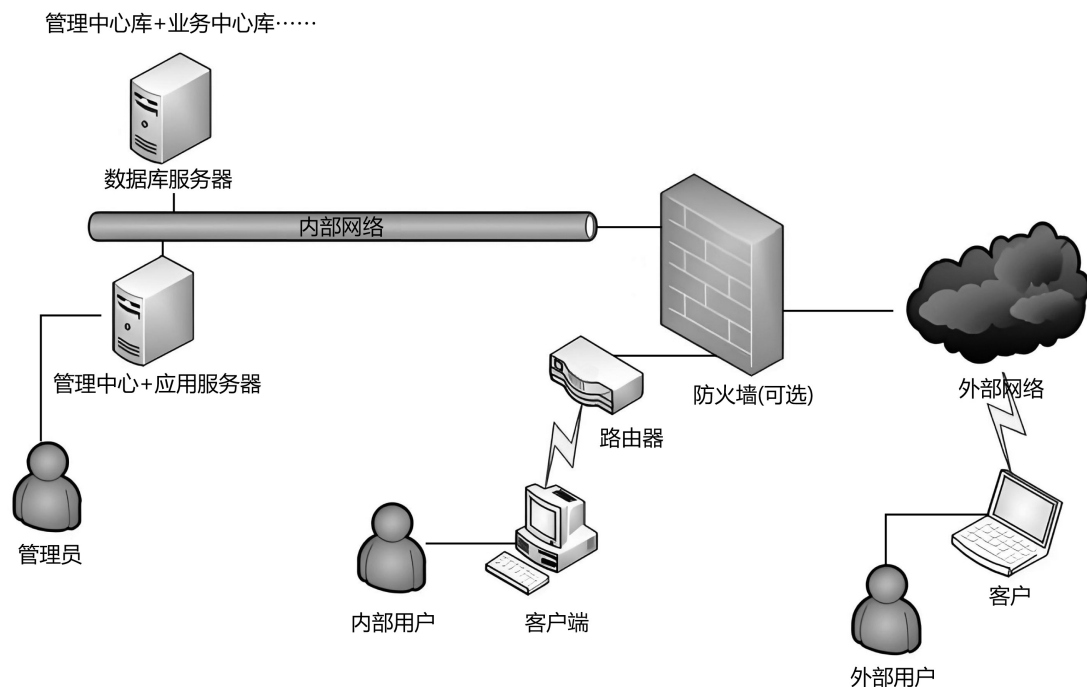 管理中心库+业务中心库……
数据库服务器
内部网络
管理中心+应用服务器
防火墙(可选)
外部网络
路由器
管理员
内部用户
客户端
客户
外部用户